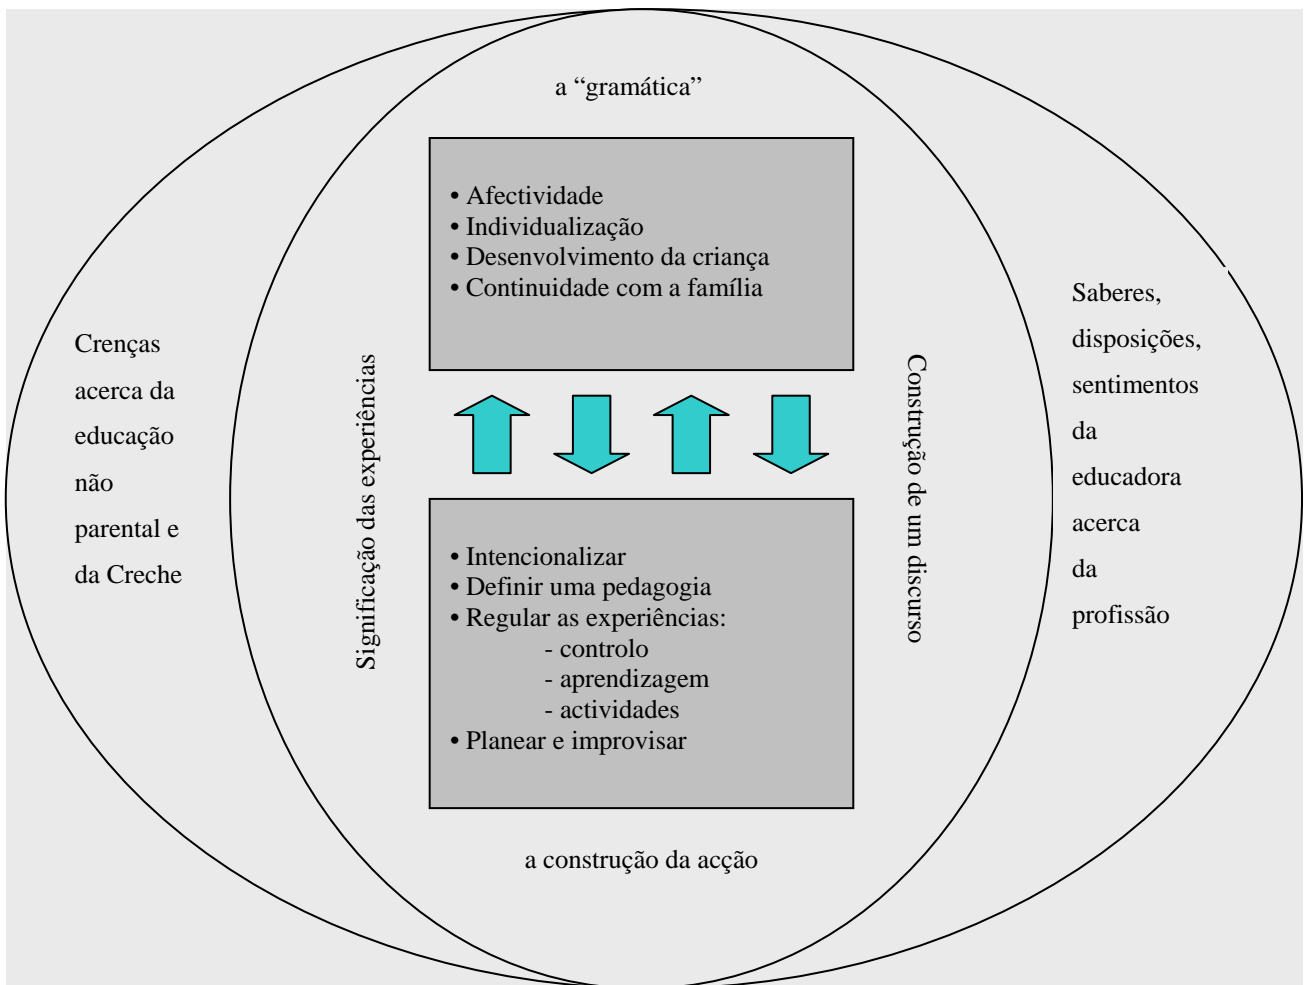 a “gramática”
• Afectividade
• Individualização
• Desenvolvimento da criança
• Continuidade com a família
Crenças
acerca da
educação
não
parental e
da Creche
Significação das experiências
Construção de um discurso
Saberes,
disposições,
sentimentos
da
educadora
acerca
da
profissão
• Intencionalizar
• Definir uma pedagogia
• Regular as experiências:
- controlo
- aprendizagem
- actividades
• Planear e improvisar
a construção da acção